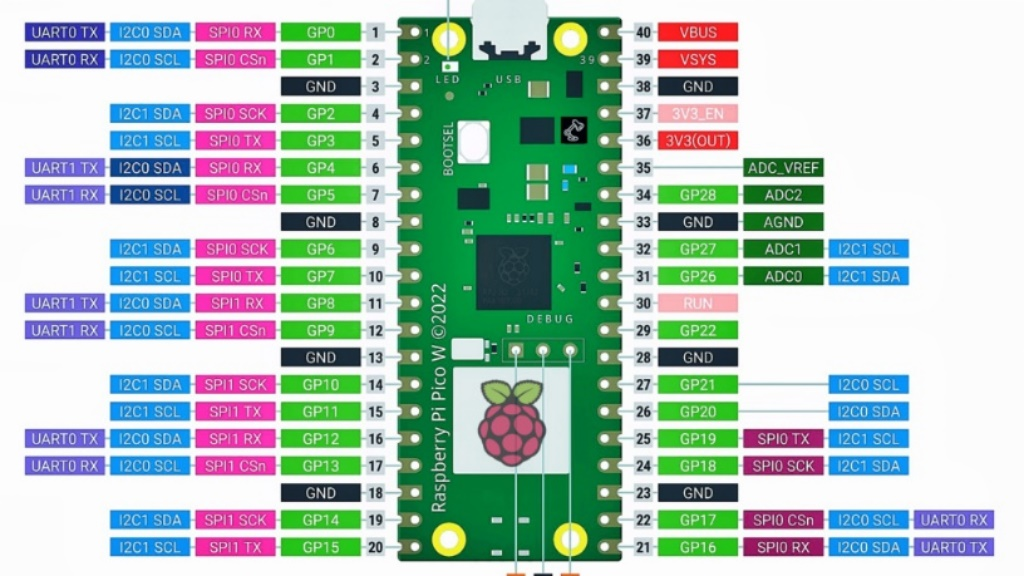 UART0 TX I2C0 SDA SPI0 RX GP0 1 1 40 VBUS
UART0 RX I2C0 SCL SPI0 CSn GP1 2 2 39 39 VSYS
LED USB
GND 3 38 GND
I2C1 SDA SPI0 SCK GP2 4 37 3V3_EN
I2C1 SCL SPI0 TX GP3 5 BOOTSEL 36 3V3(OUT)
UART1 TX I2C0 SDA SPI0 RX GP4 6 35 ADC_VREF
UART1 RX I2C0 SCL SPI0 CSn GP5 7 34 GP28 ADC2
GND 8 33 GND AGND
I2C1 SDA SPI0 SCK GP6 9 32 GP27 ADC1 I2C1 SCL
I2C1 SCL SPI0 TX GP7 10 31 GP26 ADC0 I2C1 SDA
UART1 TX I2C0 SDA SPI1 RX GP8 11 30 RUN
DEBUG
UART1 RX I2C0 SCL SPI1 CSn GP9 12 29 GP22
GND 13 28 GND
I2C1 SDA SPI1 SCK GP10 14 27 GP21 I2C0 SCL
I2C1 SCL SPI1 TX GP11 15 26 GP20 I2C0 SDA
Raspberry Pi Pico W ©2022
UART0 TX I2C0 SDA SPI1 RX GP12 16 25 GP19 SPI0 TX I2C1 SCL
UART0 RX I2C0 SCL SPI1 CSn GP13 17 24 GP18 SPI0 SCK I2C1 SDA
GND 18 23 GND
I2C1 SDA SPI1 SCK GP14 19 22 GP17 SPI0 CSn I2C0 SCL UART0 RX
I2C1 SCL SPI1 TX GP15 20 21 GP16 SPI0 RX I2C0 SDA UART0 TX